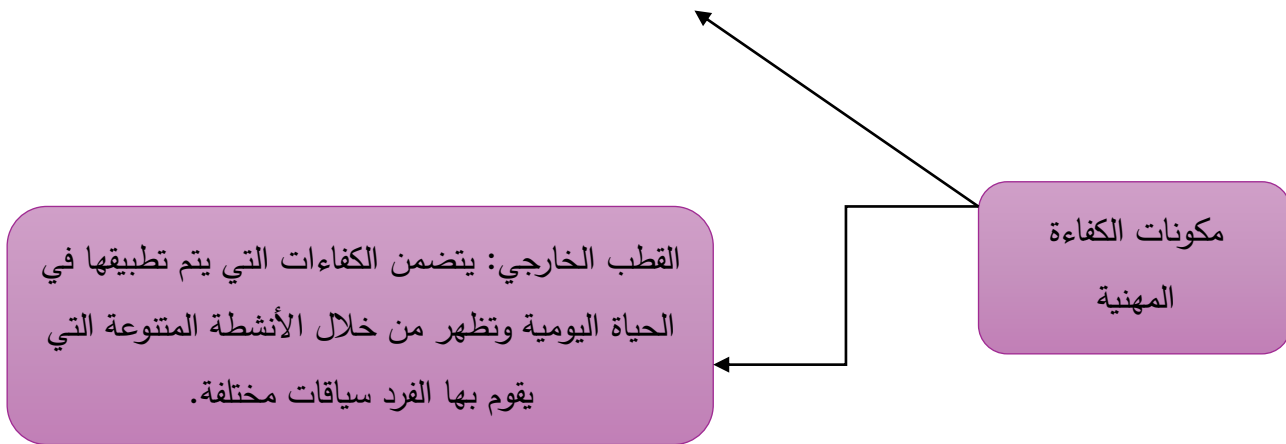 مكونات الكفاءة
المهنية
القطب الخارجي: يتضمن الكفاءات التي يتم تطبيقها في
الحياة اليومية وتظهر من خلال الأنشطة المتنوعة التي
يقوم بها الفرد سياقات مختلفة.